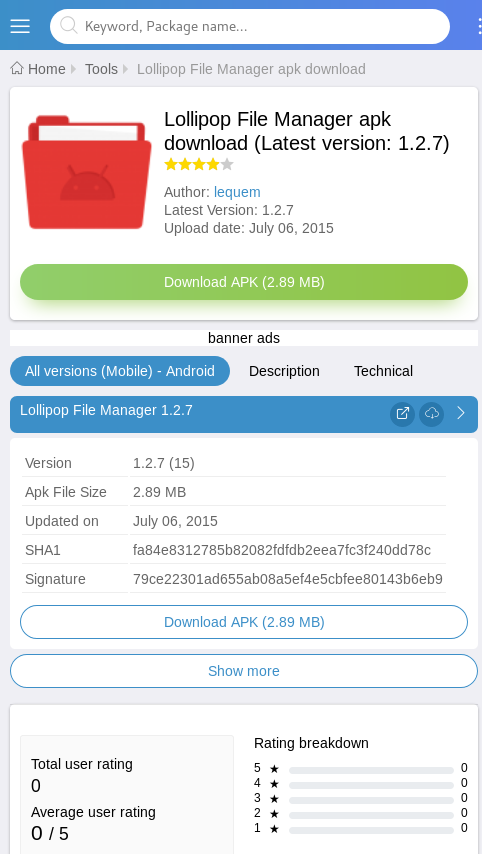 Keyword, Package name...
Home Tools Lollipop File Manager apk download
Lollipop File Manager apk
download (Latest version: 1.2.7)
Author: lequem
Latest Version: 1.2.7
Upload date: July 06, 2015
Download APK (2.89 MB)
banner ads
All versions (Mobile) - Android Description Technical
Lollipop File Manager 1.2.7
Version 1.2.7 (15)
Apk File Size 2.89 MB
Updated on July 06, 2015
SHA1 fa84e8312785b82082fdfdb2eea7fc3f240dd78c
Signature 79ce22301ad655ab08a5ef4e5cbfee80143b6eb9
Download APK (2.89 MB)
Show more
Total user rating
0
Average user rating
0 / 5
Rating breakdown
5 ★ 0
4 ★ 0
3 ★ 0
2 ★ 0
1 ★ 0